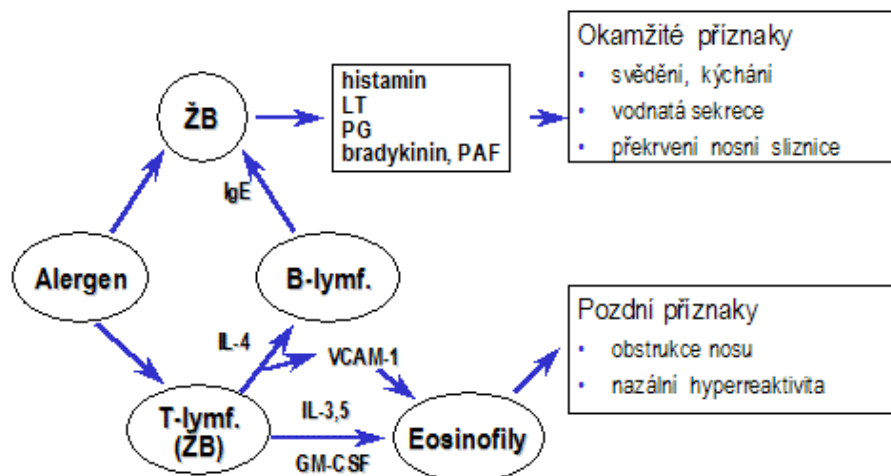 Okamžité příznaky
• svědění, kýchání
• vodnatá sekrece
• překrvení nosní sliznice
histamin
LT
PG
bradykinin, PAF
ŽB
IgE
Alergen
B-lymf.
Pozdní příznaky
• obstrukce nosu
• nazální hyperreaktivita
IL-4
VCAM-1
T-lymf.
(ŽB)
IL-3,5
GM-CSF
Eosinofily